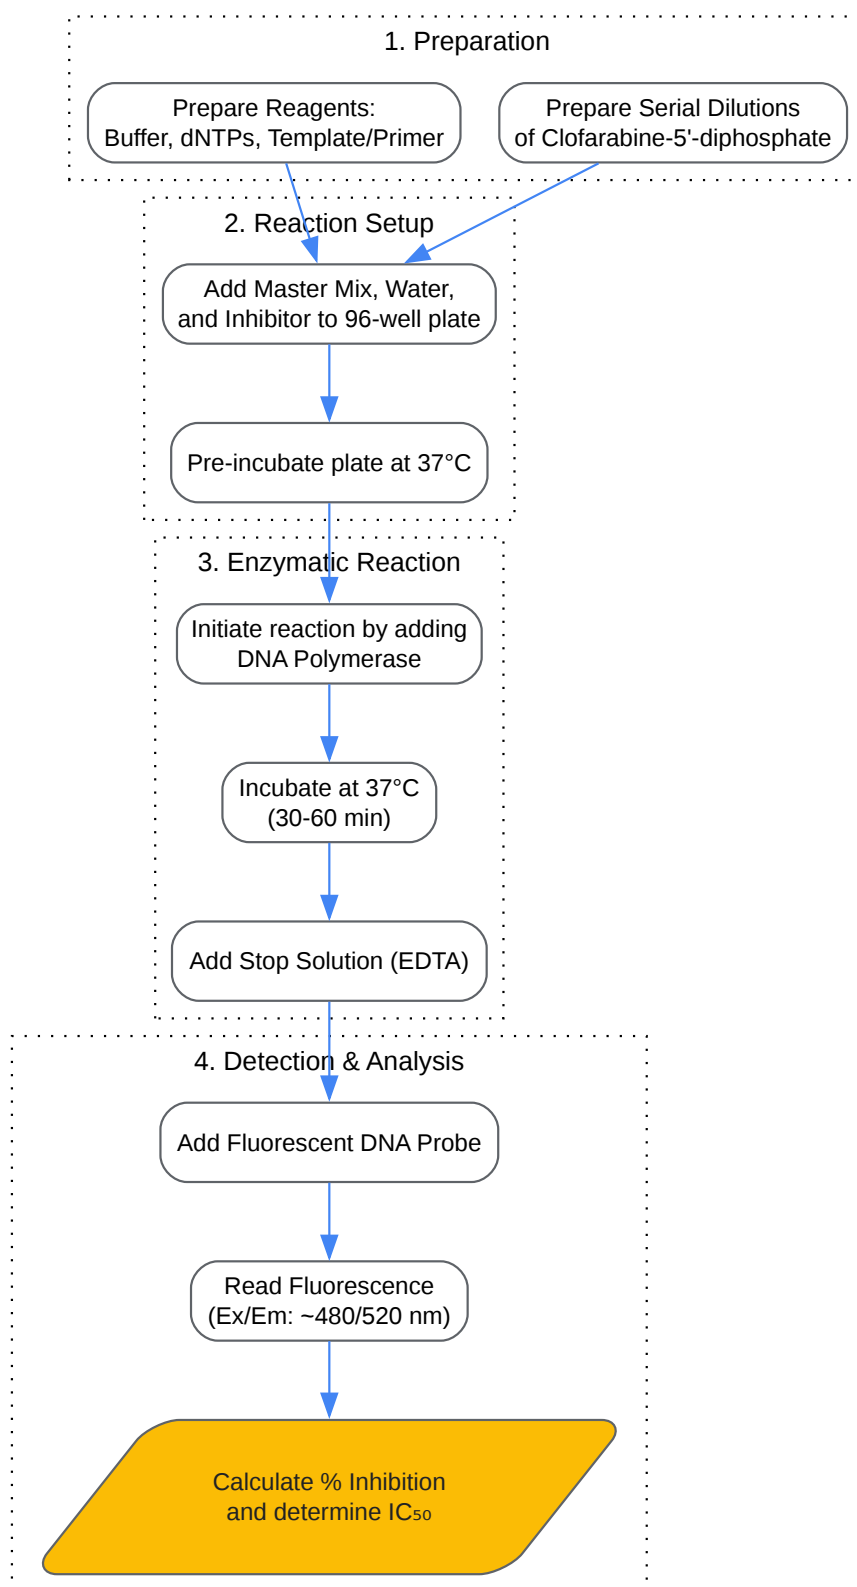 1. Preparation
Prepare Reagents:
Buffer, dNTPs, Template/Primer
Prepare Serial Dilutions
of Clofarabine-5'-diphosphate
2. Reaction Setup
Add Master Mix, Water,
and Inhibitor to 96-well plate
Pre-incubate plate at 37°C
3. Enzymatic Reaction
Initiate reaction by adding
DNA Polymerase
Incubate at 37°C
(30-60 min)
Add Stop Solution (EDTA)
4. Detection & Analysis
Add Fluorescent DNA Probe
Read Fluorescence
(Ex/Em: ~480/520 nm)
Calculate % Inhibition
and determine IC₅₀